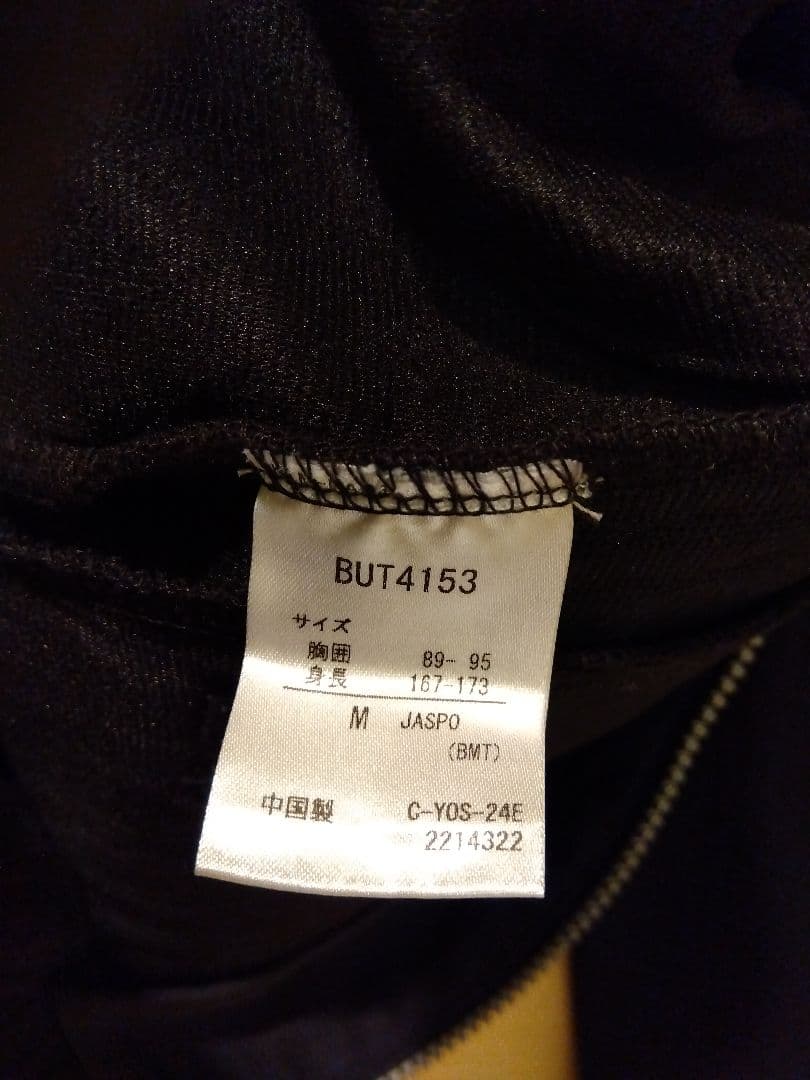 BUT4153
サイズ
胸囲 89- 95
身長 167-173
M JASPO
(BMT)
中国製 C-YOS-24E
2214322